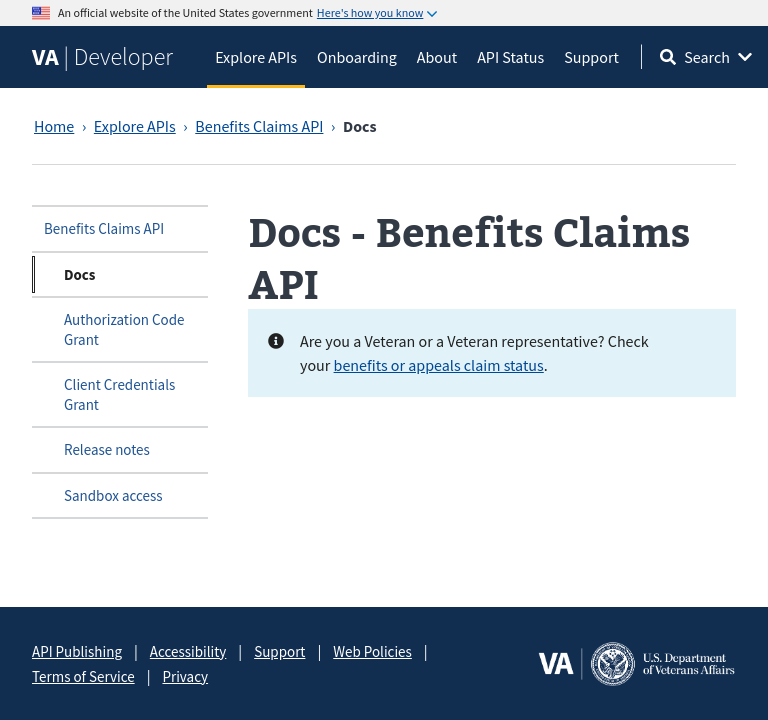 An official website of the United States government Here's how you know
VA | Developer
Explore APIs Onboarding About API Status Support Search
Home › Explore APIs › Benefits Claims API › Docs
Benefits Claims API
Docs
Authorization Code
Grant
Client Credentials
Grant
Release notes
Sandbox access
Docs - Benefits Claims
API
Are you a Veteran or a Veteran representative? Check
your benefits or appeals claim status.
API Publishing | Accessibility | Support | Web Policies |
Terms of Service | Privacy
VA | U.S. Department
of Veterans Affairs